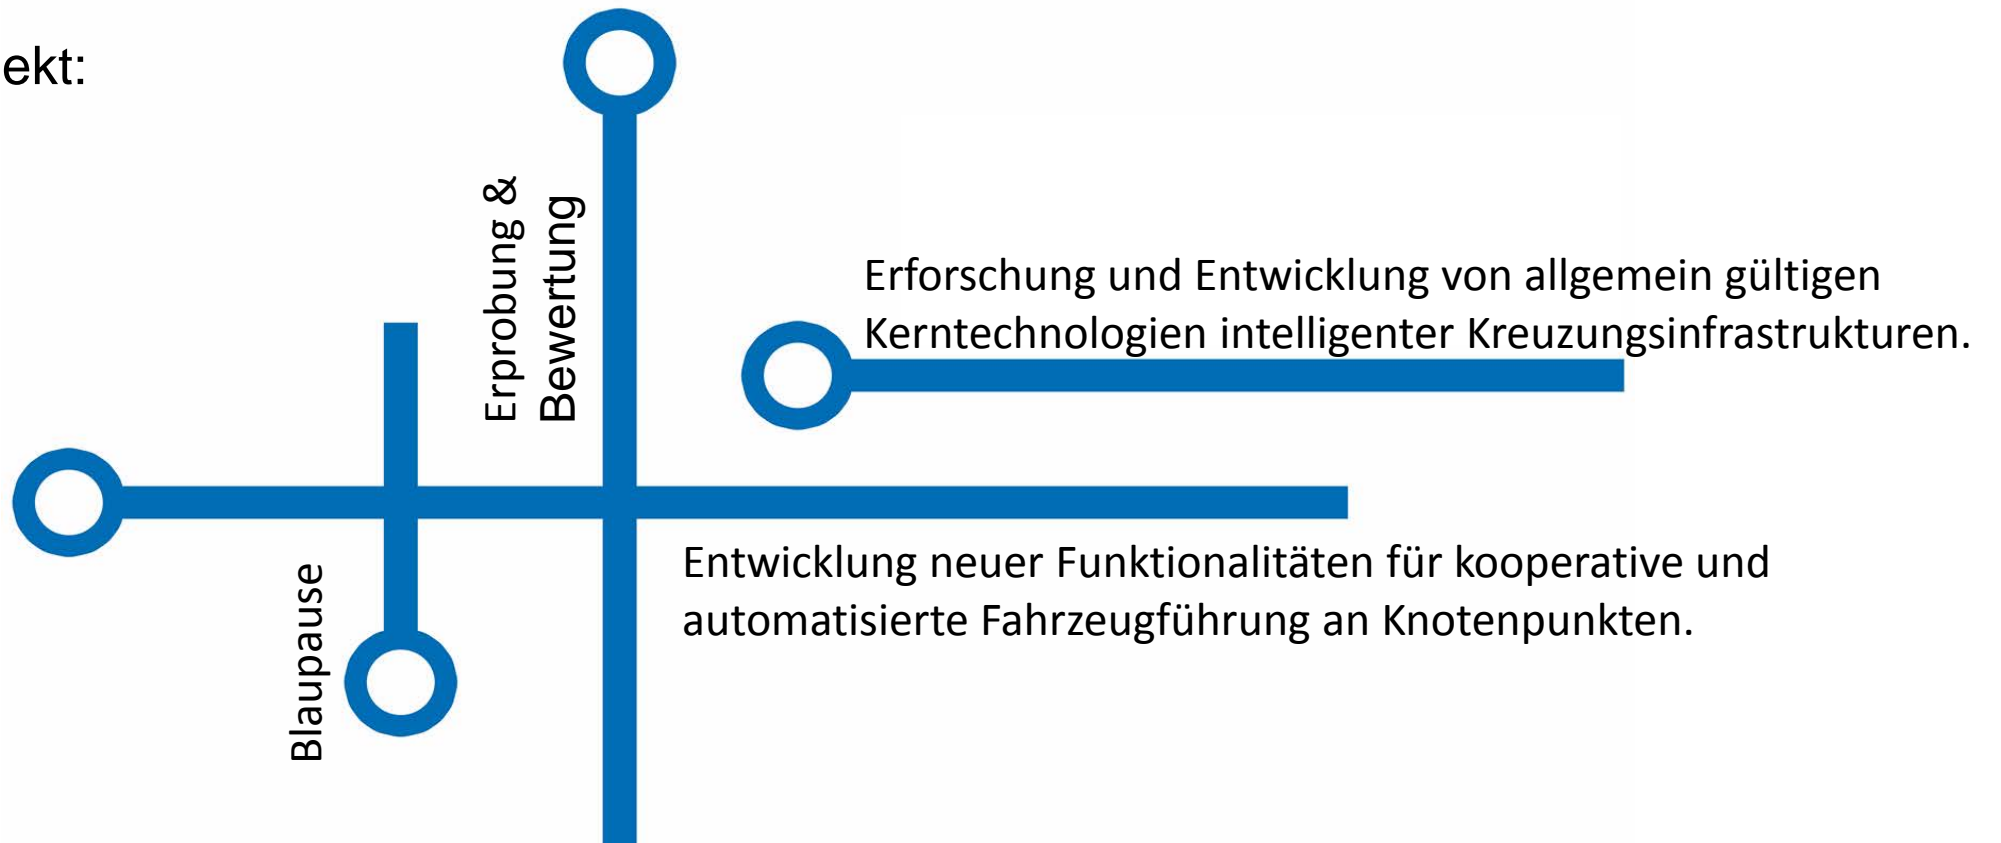 ekt:
Erprobung &
Bewertung
Erforschung und Entwicklung von allgemein gültigen
Kerntechnologien intelligenter Kreuzungsinfrastrukturen.
Entwicklung neuer Funktionalitäten für kooperative und
automatisierte Fahrzeugführung an Knotenpunkten.
Blaupause